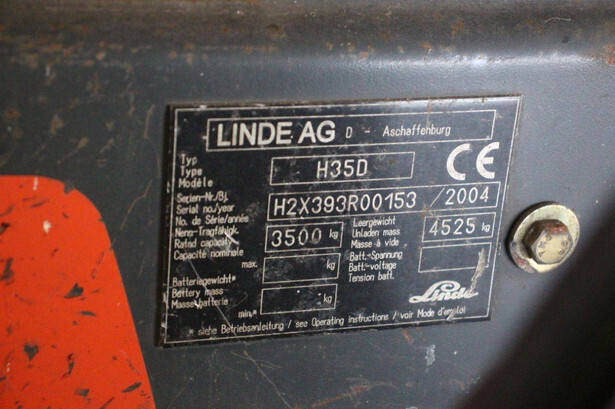 LINDE AG D - Aschaffenburg
Typ
Type H35D CE
Modèle
Serien-Nr/Bj.
Serial no./year H2X393R00153 / 2004
No. de Série/année
Nenn-Tragfähigk. Leergewicht
Rated capacity 3500 kg Unladen mass 4525 kg
Capacité nominale Masse à vide
max. kg Batt.-Spannung
Batteriegewicht* Batt.-voltage
Battery mass Tension batt.
Masse batterie min.* kg Linde
* siehe Betriebsanleitung / see Operating instructions / voir Mode d'emploi